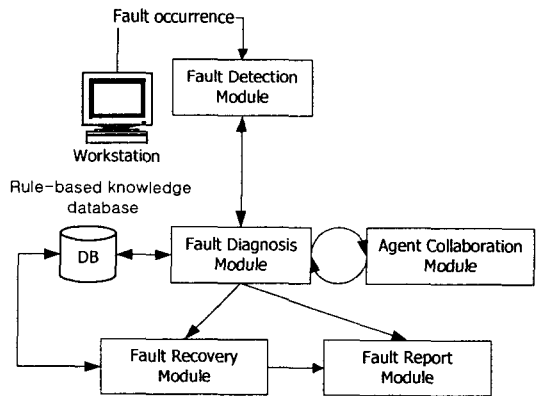 Fault occurrence
Fault Detection
Module
Workstation
Rule-based knowledge
database
DB
Fault Diagnosis
Module
Agent Collaboration
Module
Fault Recovery
Module
Fault Report
Module